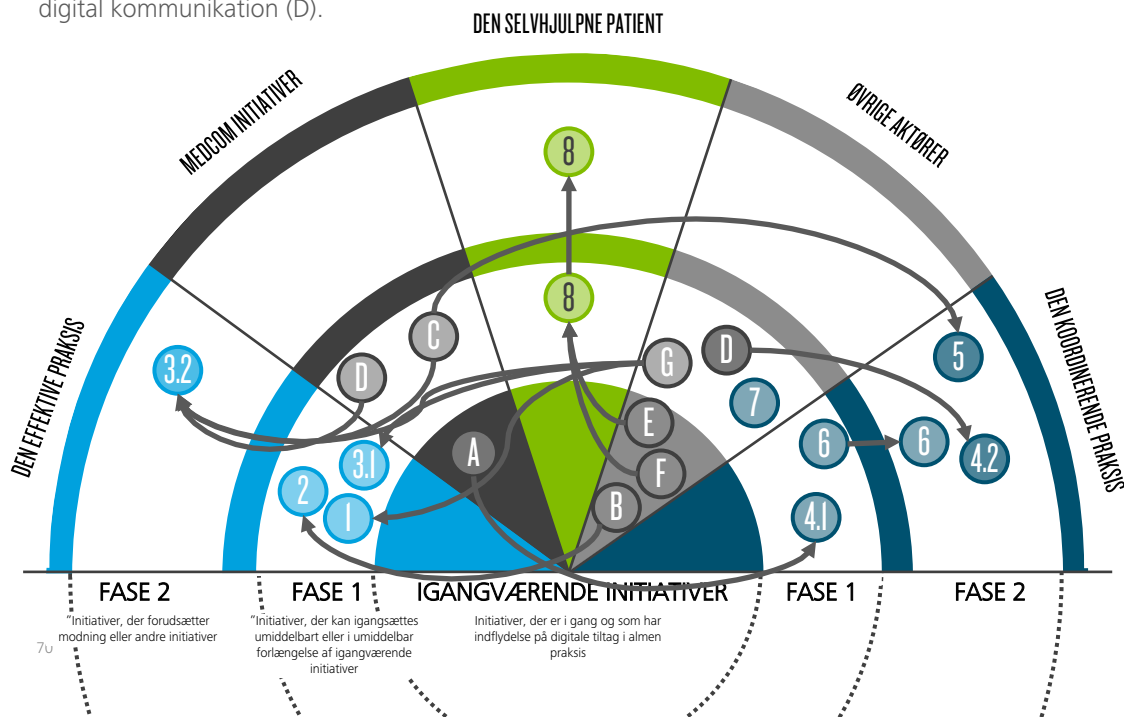 digital kommunikation (D).
DEN SELVHJULPNE PATIENT
MEDCOM INITIATIVER
ØVRIGE AKTØRER
DEN EFFEKTIVE PRAKSIS
DEN KOORDINERENDE PRAKSIS
8
8
C
D
3.2
G
D
5
7
E
A
3.1
F
6
6
4.2
2
1
B
4.1
FASE 2
FASE 1
IGANGVÆRENDE INITIATIVER
FASE 1
FASE 2
"Initiativer, der forudsætter
modning eller andre initiativer
"Initiativer, der kan igangsættes
umiddelbart eller i umiddelbar
forlængelse af igangværende
initiativer
Initiativer, der er i gang og som har
indflydelse på digitale tiltag i almen
praksis